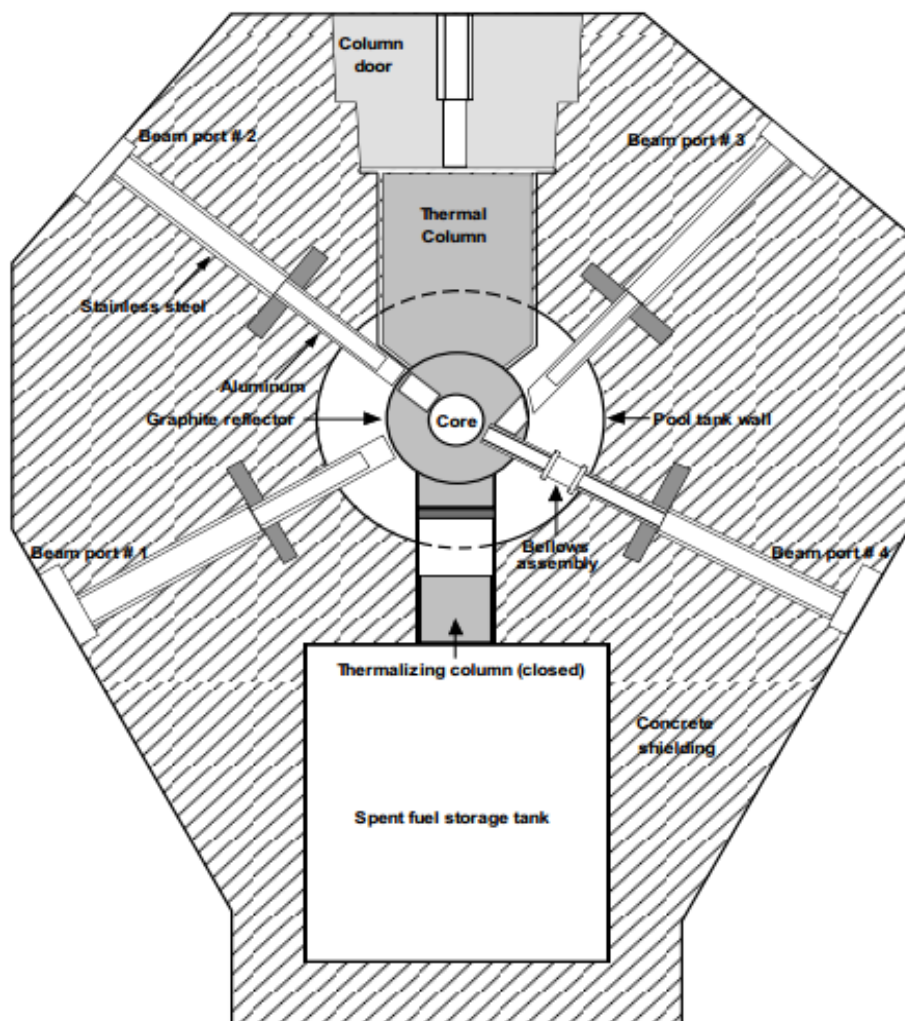 Column
door
Beam port # 2
Beam port # 3
Thermal
Column
Stainless steel
Aluminum
Graphite reflector
Core
Pool tank wall
Beam port # 1
Bellows
assembly
Beam port # 4
Thermalizing column (closed)
Concrete
shielding
Spent fuel storage tank